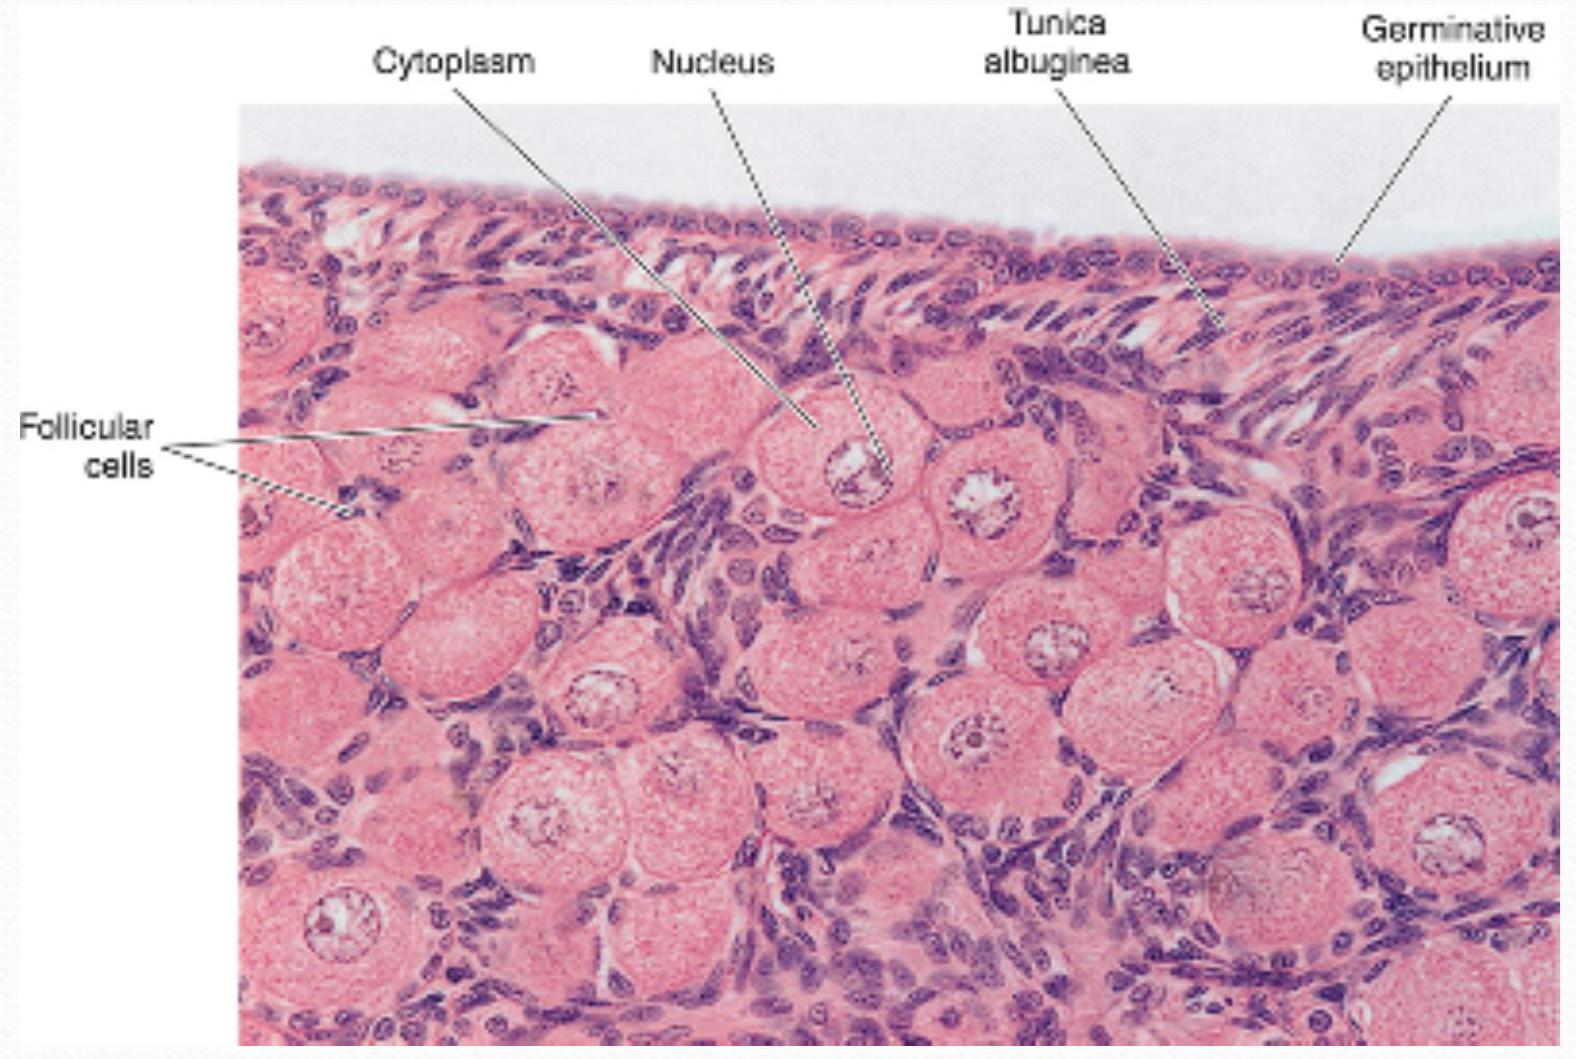 Cytoplasm
Nucleus
Tunica
albuginea
Germinative
epithelium
Follicular
cells